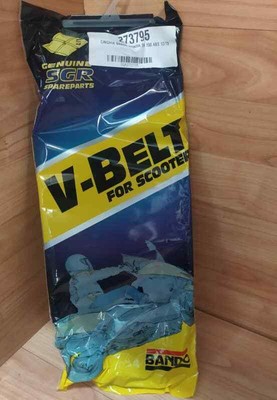 373795
GENUINE
SGR
SPAREPARTS
V-BELT
FOR SCOOTER
BANDO